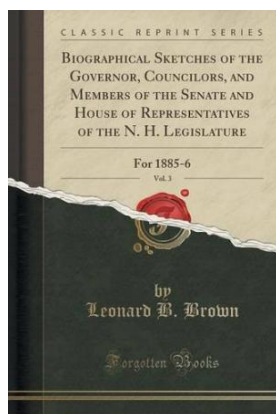 CLASSIC REPRINT SERIES
BIOGRAPHICAL SKETCHES OF THE
GOVERNOR, COUNCILORS, AND
MEMBERS OF THE SENATE AND
HOUSE OF REPRESENTATIVES
OF THE N. H. LEGISLATURE
For 1885-6
Vol. 3
F
by
Leonard B. Brown
Forgotten Books